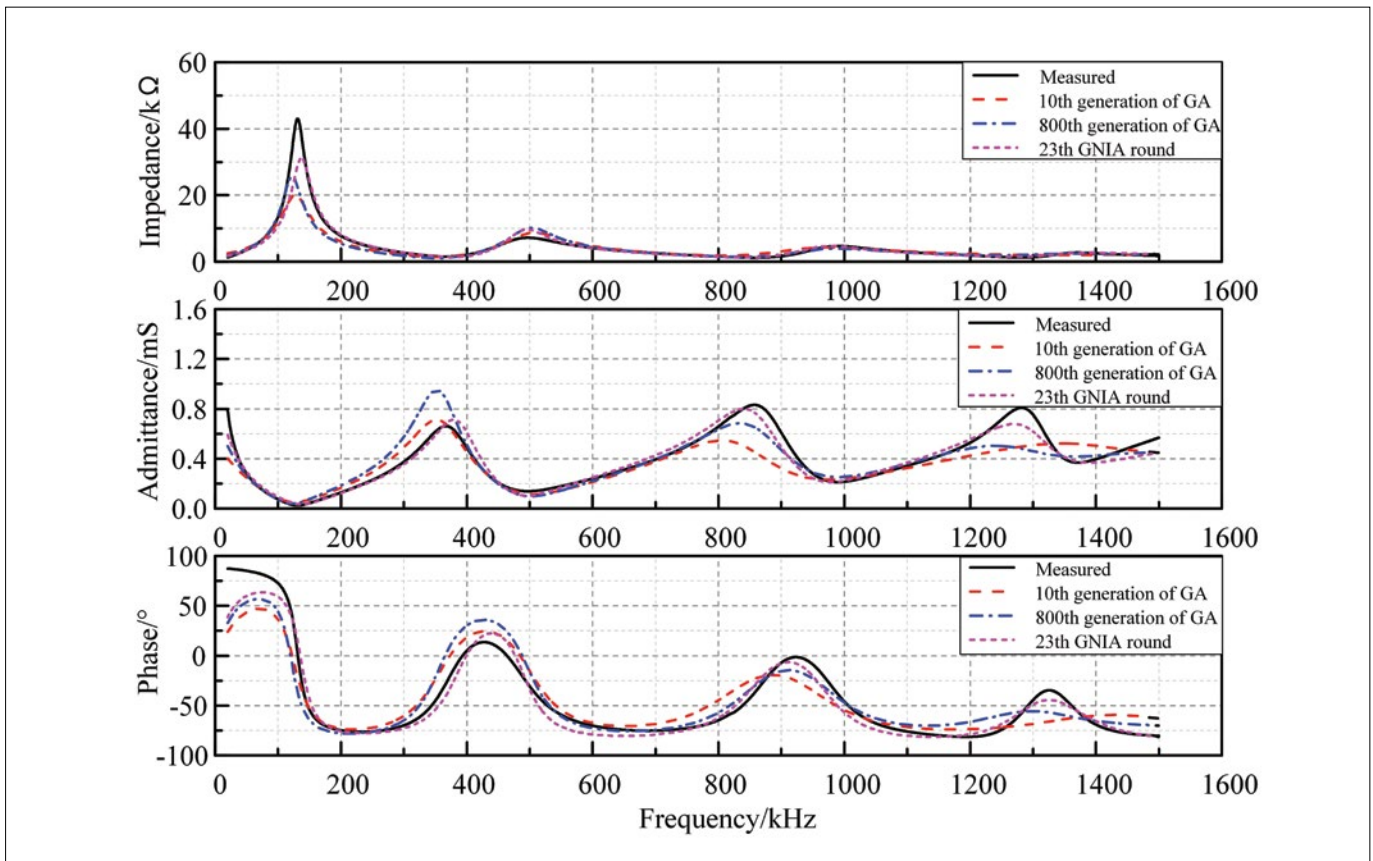 60
40
20
0
Impedance/k Ω
Measured
10th generation of GA
800th generation of GA
23th GNIA round
0 200 400 600 800 1000 1200 1400 1600
1.6
1.2
0.8
0.4
0.0
Admittance/mS
Measured
10th generation of GA
800th generation of GA
23th GNIA round
0 200 400 600 800 1000 1200 1400 1600
100
50
0
-50
-100
Phase/°
Measured
10th generation of GA
800th generation of GA
23th GNIA round
0 200 400 600 800 1000 1200 1400 1600
Frequency/kHz